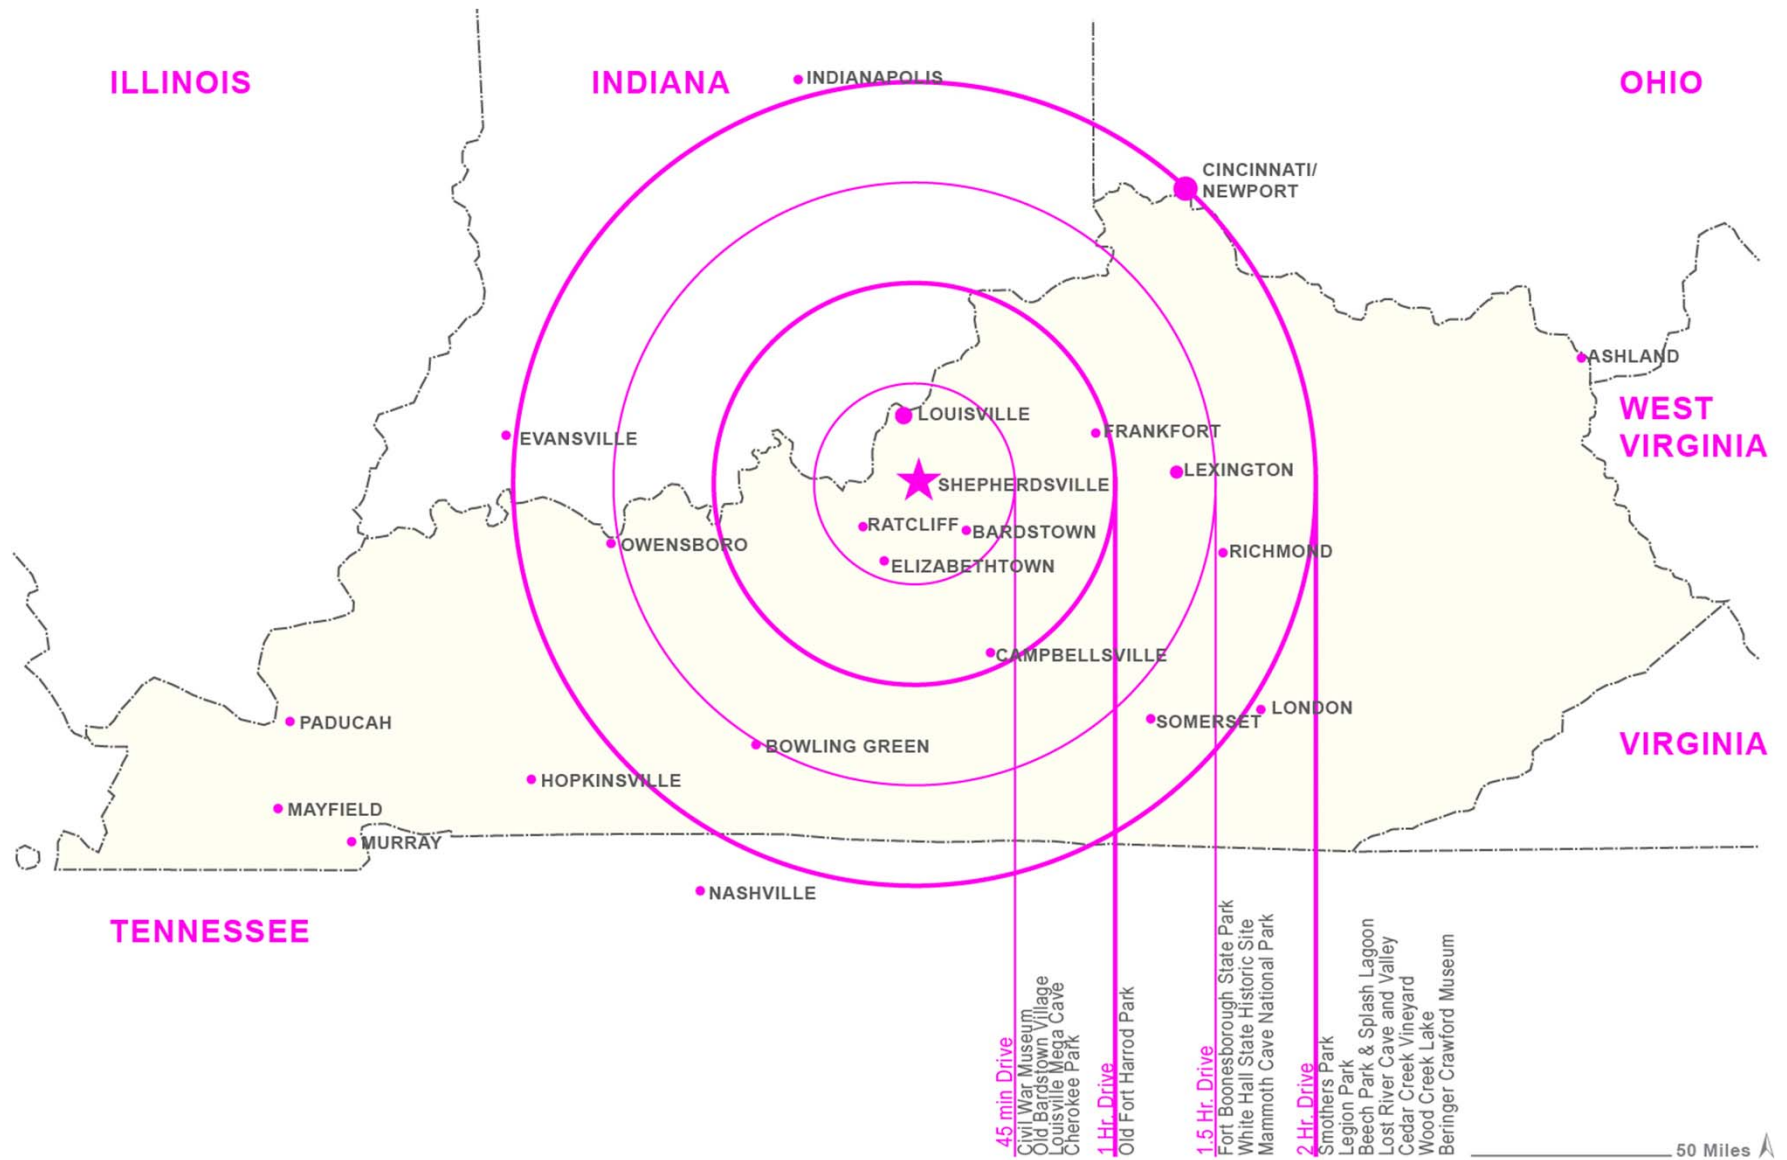 ILLINOIS
INDIANA
OHIO
INDIANAPOLIS
CINCINNATI/
NEWPORT
ASHLAND
WEST
VIRGINIA
LOUISVILLE
EVANSVILLE
FRANKFORT
LEXINGTON
SHEPHERDSVILLE
RATCLIFF
BARDSTOWN
OWENSBORO
RICHMOND
ELIZABETHTOWN
CAMPBELLSVILLE
PADUCAH
SOMERSET
LONDON
BOWLING GREEN
VIRGINIA
HOPKINSVILLE
MAYFIELD
MURRAY
NASHVILLE
TENNESSEE
45 min Drive
Civil War Museum
Old Bardstown Village
Louisville Mega Cave
Cherokee Park
1 Hr. Drive
Old Fort Harrod Park
1.5 Hr. Drive
Fort Boonesborough State Park
White Hall State Historic Site
Mammoth Cave National Park
2 Hr. Drive
Smothers Park
Legion Park
Beech Park & Splash Lagoon
Lost River Cave and Valley
Cedar Creek Vineyard
Wood Creek Lake
Beringer Crawford Museum
50 Miles